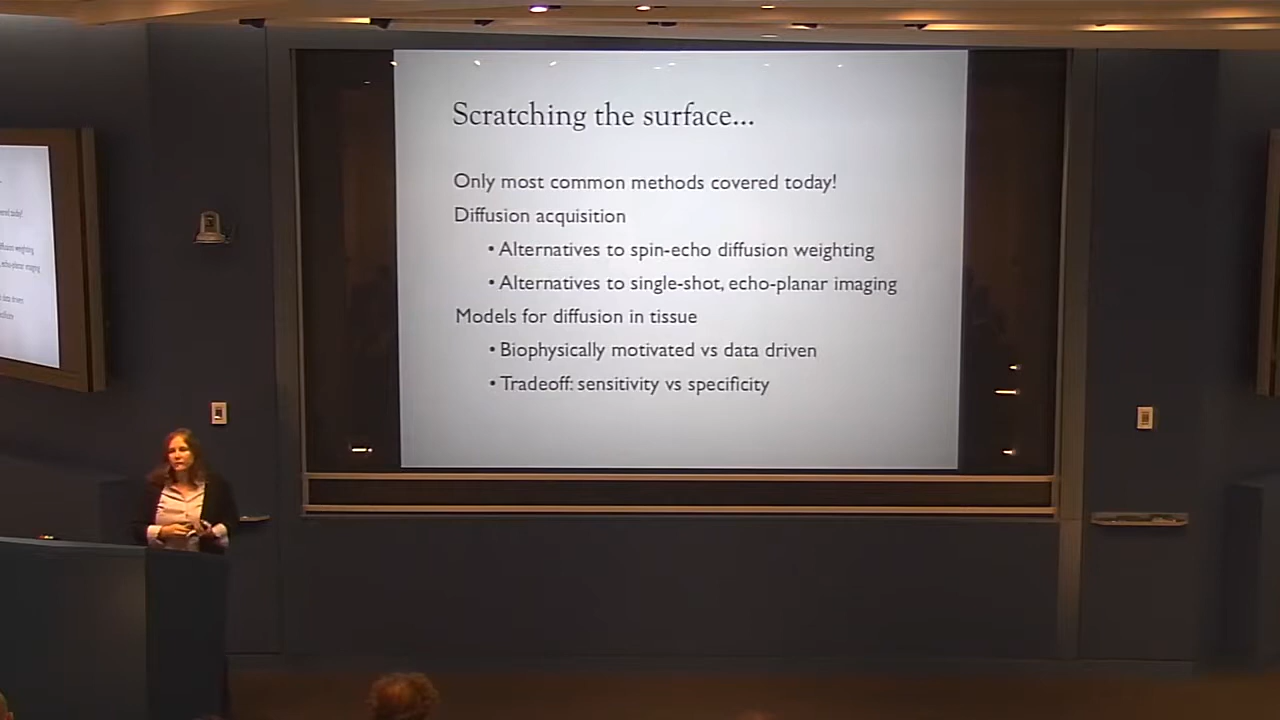 Scratching the surface...
Only most common methods covered today!
Diffusion acquisition
• Alternatives to spin-echo diffusion weighting
• Alternatives to single-shot, echo-planar imaging
Models for diffusion in tissue
• Biophysically motivated vs data driven
• Tradeoff: sensitivity vs specificity